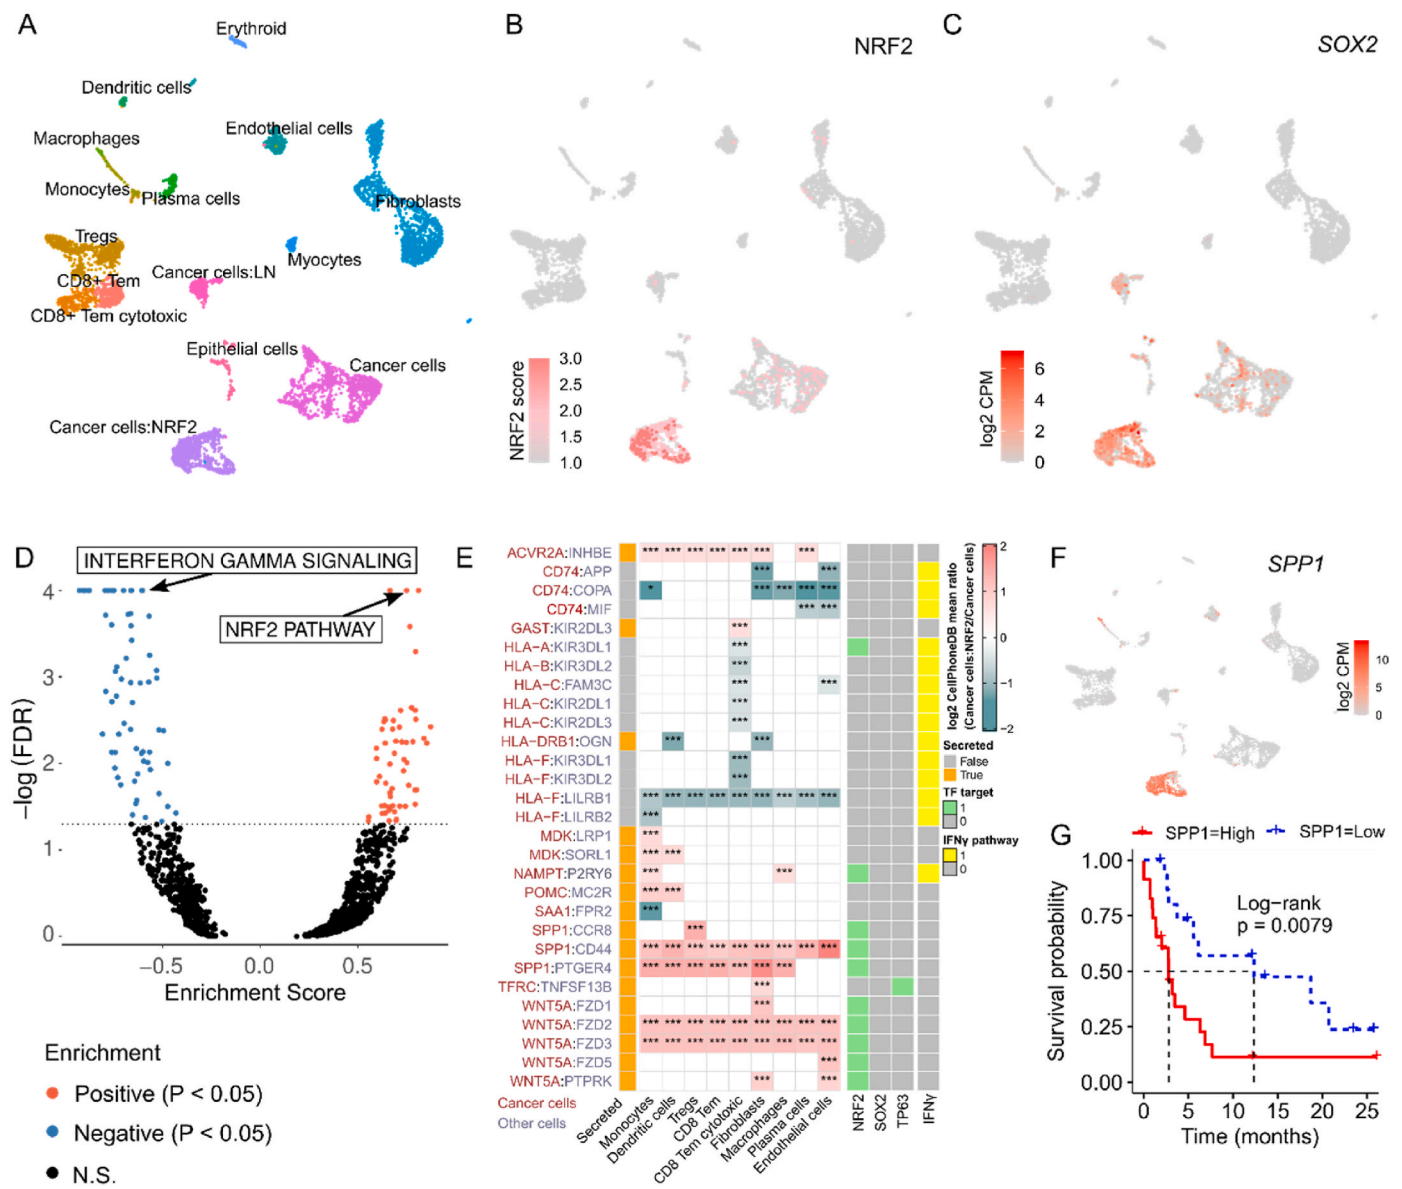 A
Erythroid
Dendritic cells
Macrophages
Endothelial cells
Monocytes
Plasma cells
Fibroblasts
Tregs
Myocytes
Cancer cells:LN
CD8+ Tem
CD8+ Tem cytotoxic
Epithelial cells
Cancer cells
Cancer cells:NRF2
B
NRF2
NRF2 score
3.0
2.5
2.0
1.5
1.0
C
SOX2
log2 CPM
6
4
2
0
D
INTERFERON GAMMA SIGNALING
NRF2 PATHWAY
−log(FDR)
4
3
2
1
0
−0.5
0.0
0.5
Enrichment Score
Enrichment
Positive (P < 0.05)
Negative (P < 0.05)
N.S.
E
ACVR2A:INHBE *** *** *** *** *** *** ***
CD74:APP *** ***
CD74:COPA * *** *** *** ***
CD74:MIF *** ***
GAST:KIR2DL3 ***
HLA−A:KIR3DL1 ***
HLA−B:KIR3DL2 ***
HLA−C:FAM3C *** ***
HLA−C:KIR2DL1 ***
HLA−C:KIR2DL3 ***
HLA−DRB1:OGN *** ***
HLA−F:KIR3DL1 ***
HLA−F:KIR3DL2 ***
HLA−F:LILRB1 *** *** *** *** *** *** *** *** ***
HLA−F:LILRB2 ***
MDK:LRP1 ***
MDK:SORL1 *** ***
NAMPT:P2RY6 *** ***
POMC:MC2R *** ***
SAA1:FPR2 ***
SPP1:CCR8 ***
SPP1:CD44 *** *** *** *** *** *** *** *** ***
SPP1:PTGER4 *** *** *** *** *** *** ***
TFRC:TNFSF13B ***
WNT5A:FZD1 ***
WNT5A:FZD2 *** *** *** *** *** *** *** *** ***
WNT5A:FZD3 *** *** *** *** *** *** *** *** ***
WNT5A:FZD5 ***
WNT5A:PTPRK *** ***
Cancer cells
Other cells
Secreted
Monocytes
Dendritic cells
Tregs
CD8 Tem
CD8 Tem cytotoxic
Fibroblasts
Macrophages
Plasma cells
Endothelial cells
NRF2
SOX2
TP63
IFNγ
log2 CellPhoneDB mean ratio
(Cancer cells:NRF2/Cancer cells)
2
1
0
−1
−2
Secreted
False
True
TF target
1
0
IFNγ pathway
1
0
F
SPP1
log2 CPM
10
5
0
G
SPP1=High
SPP1=Low
Log−rank
p = 0.0079
Survival probability
1.00
0.75
0.50
0.25
0.00
0
5
10
15
20
25
Time (months)